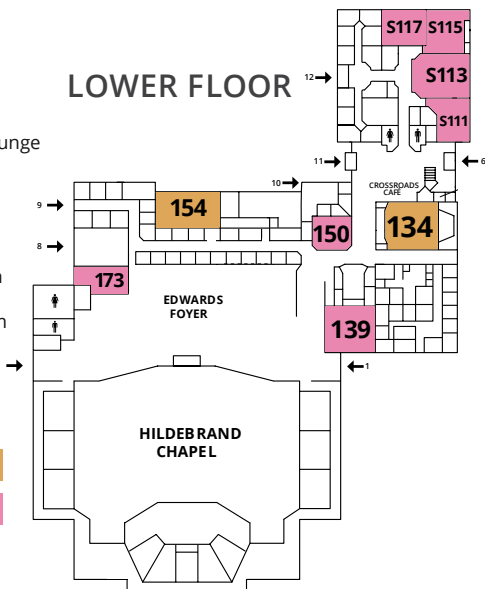 S117 S115
LOWER FLOOR
12
S113
S111
unge
11
6
10
CROSSROADS
CAFÉ
9
154
134
150
8
173
EDWARDS
FOYER
139
1
HILDEBRAND
CHAPEL